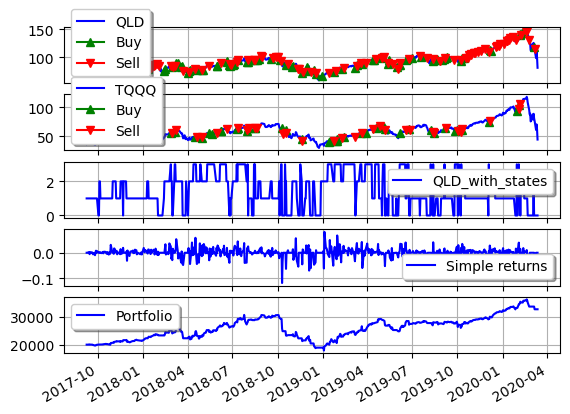 QLD
Buy
Sell
150
100
TQQQ
Buy
Sell
100
50
QLD_with_states
2
0
Simple returns
0.0
−0.1
Portfolio
30000
20000
2017-10
2018-01
2018-04
2018-07
2018-10
2019-01
2019-04
2019-07
2019-10
2020-01
2020-04